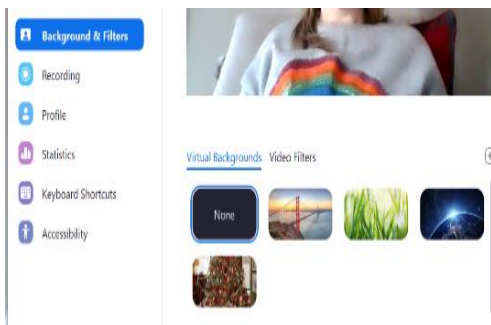 Background & Filters
Recording
Profile
Statistics
Keyboard Shortcuts
Accessibility
Virtual Backgrounds Video Filters
None